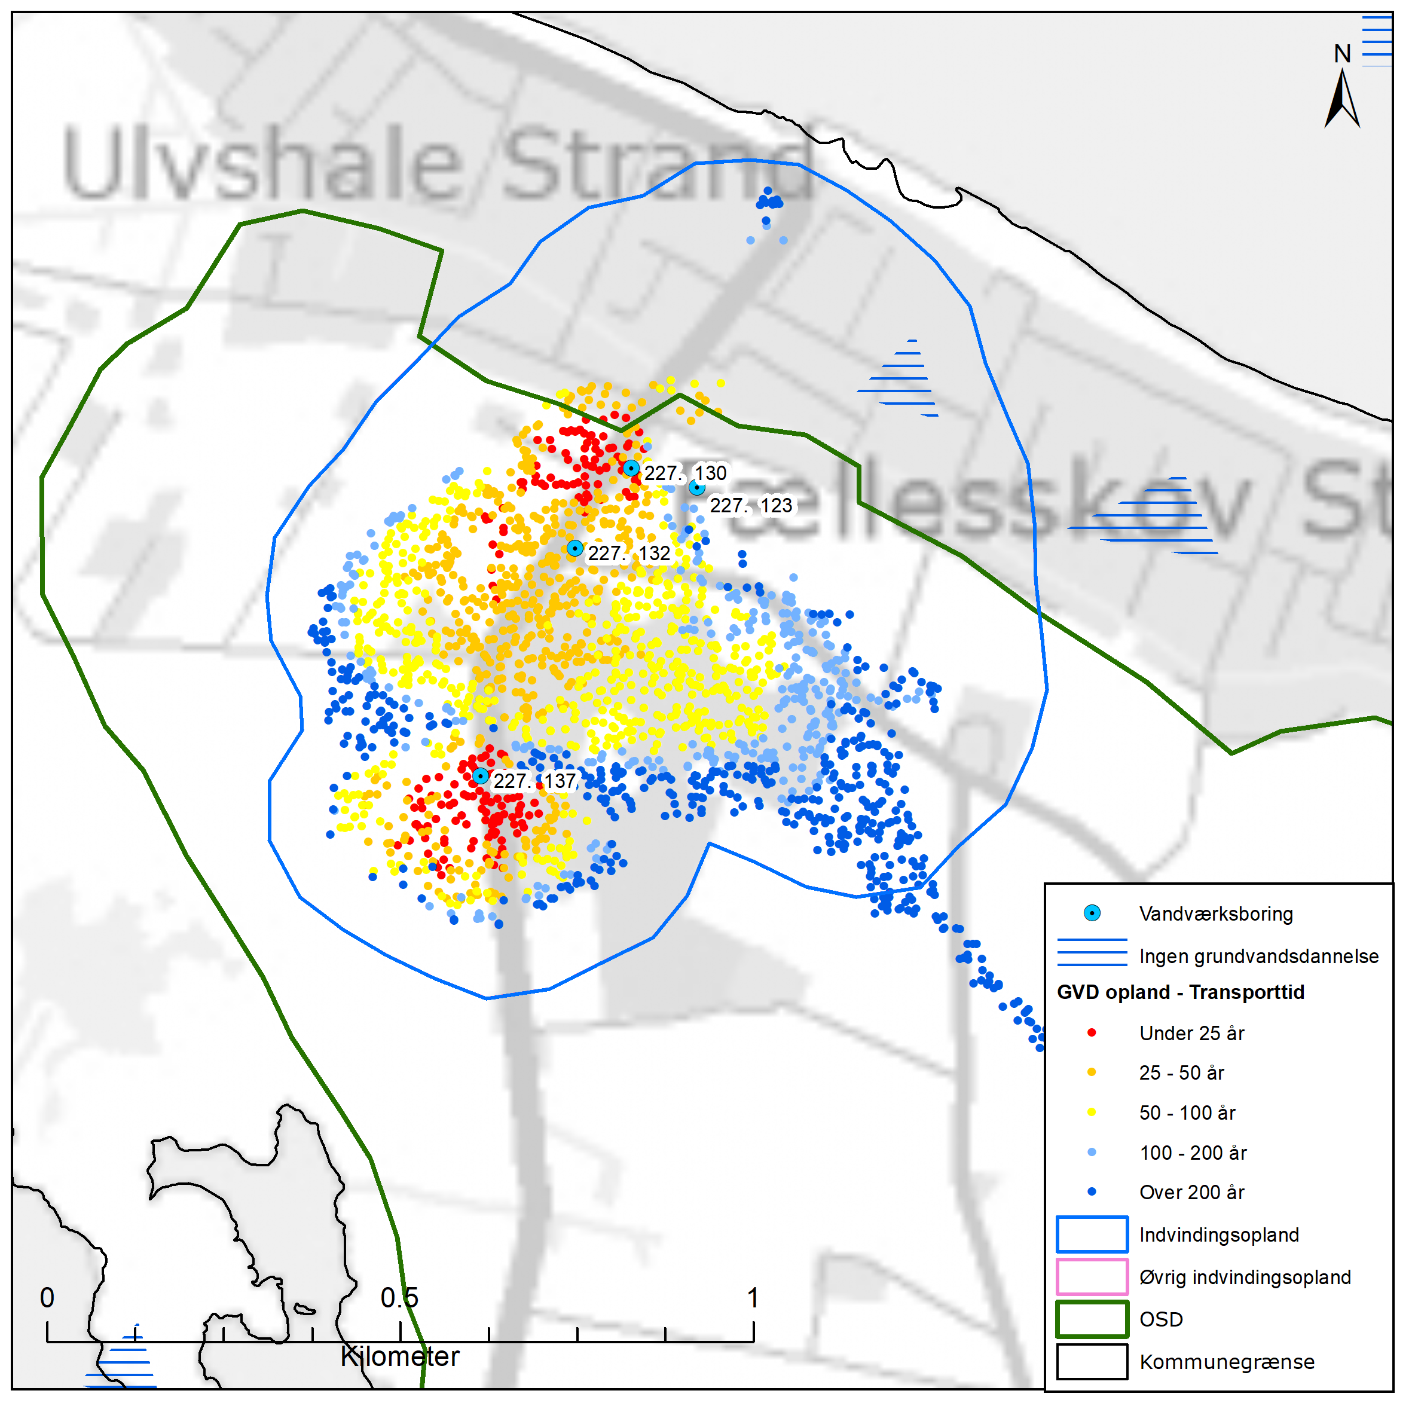 N
Ulvshale Strand
227. 130
Fællesskov St
227. 123
227. 132
227. 137
Vandværksboring
Ingen grundvandsdannelse
GVD opland - Transporttid
Under 25 år
25 - 50 år
50 - 100 år
100 - 200 år
Over 200 år
Indvindingsopland
Øvrig indvindingsopland
OSD
Kommunegrænse
0 0.5 1
Kilometer